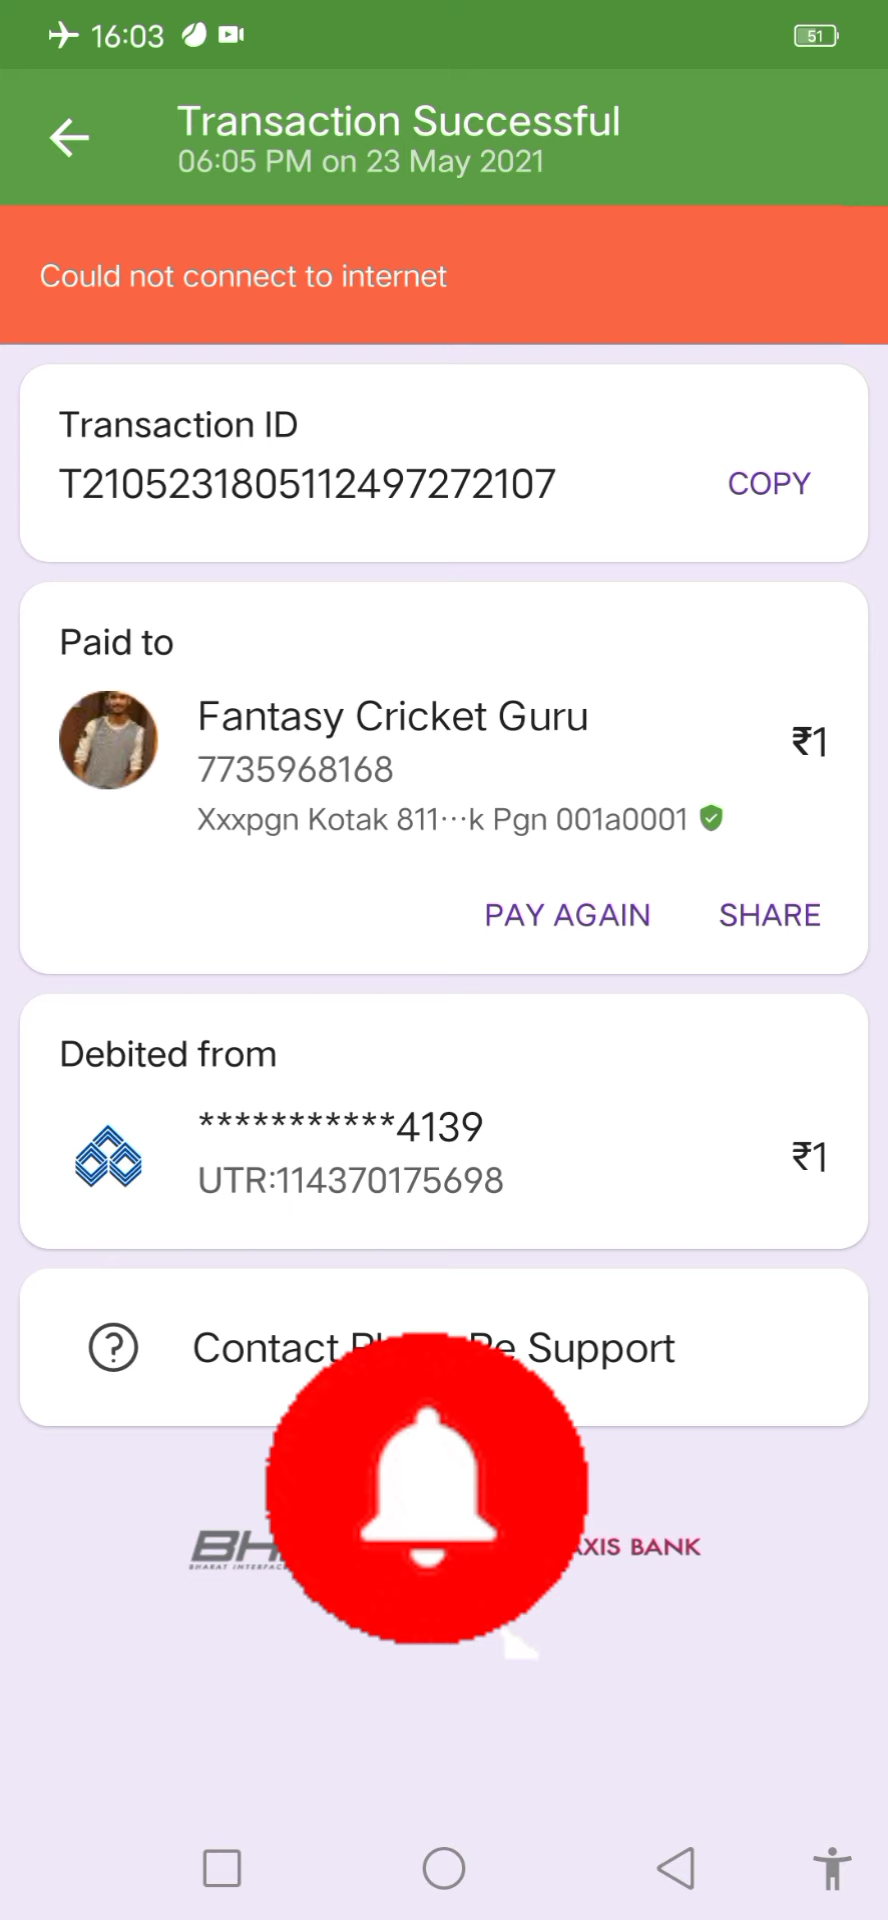 16:03
51
Transaction Successful
06:05 PM on 23 May 2021
Could not connect to internet
Transaction ID
T2105231805112497272107
COPY
Paid to
Fantasy Cricket Guru
₹1
7735968168
Xxxpgn Kotak 811···k Pgn 001a0001
PAY AGAIN
SHARE
Debited from
***********4139
₹1
UTR:114370175698
Contact Support
BANK